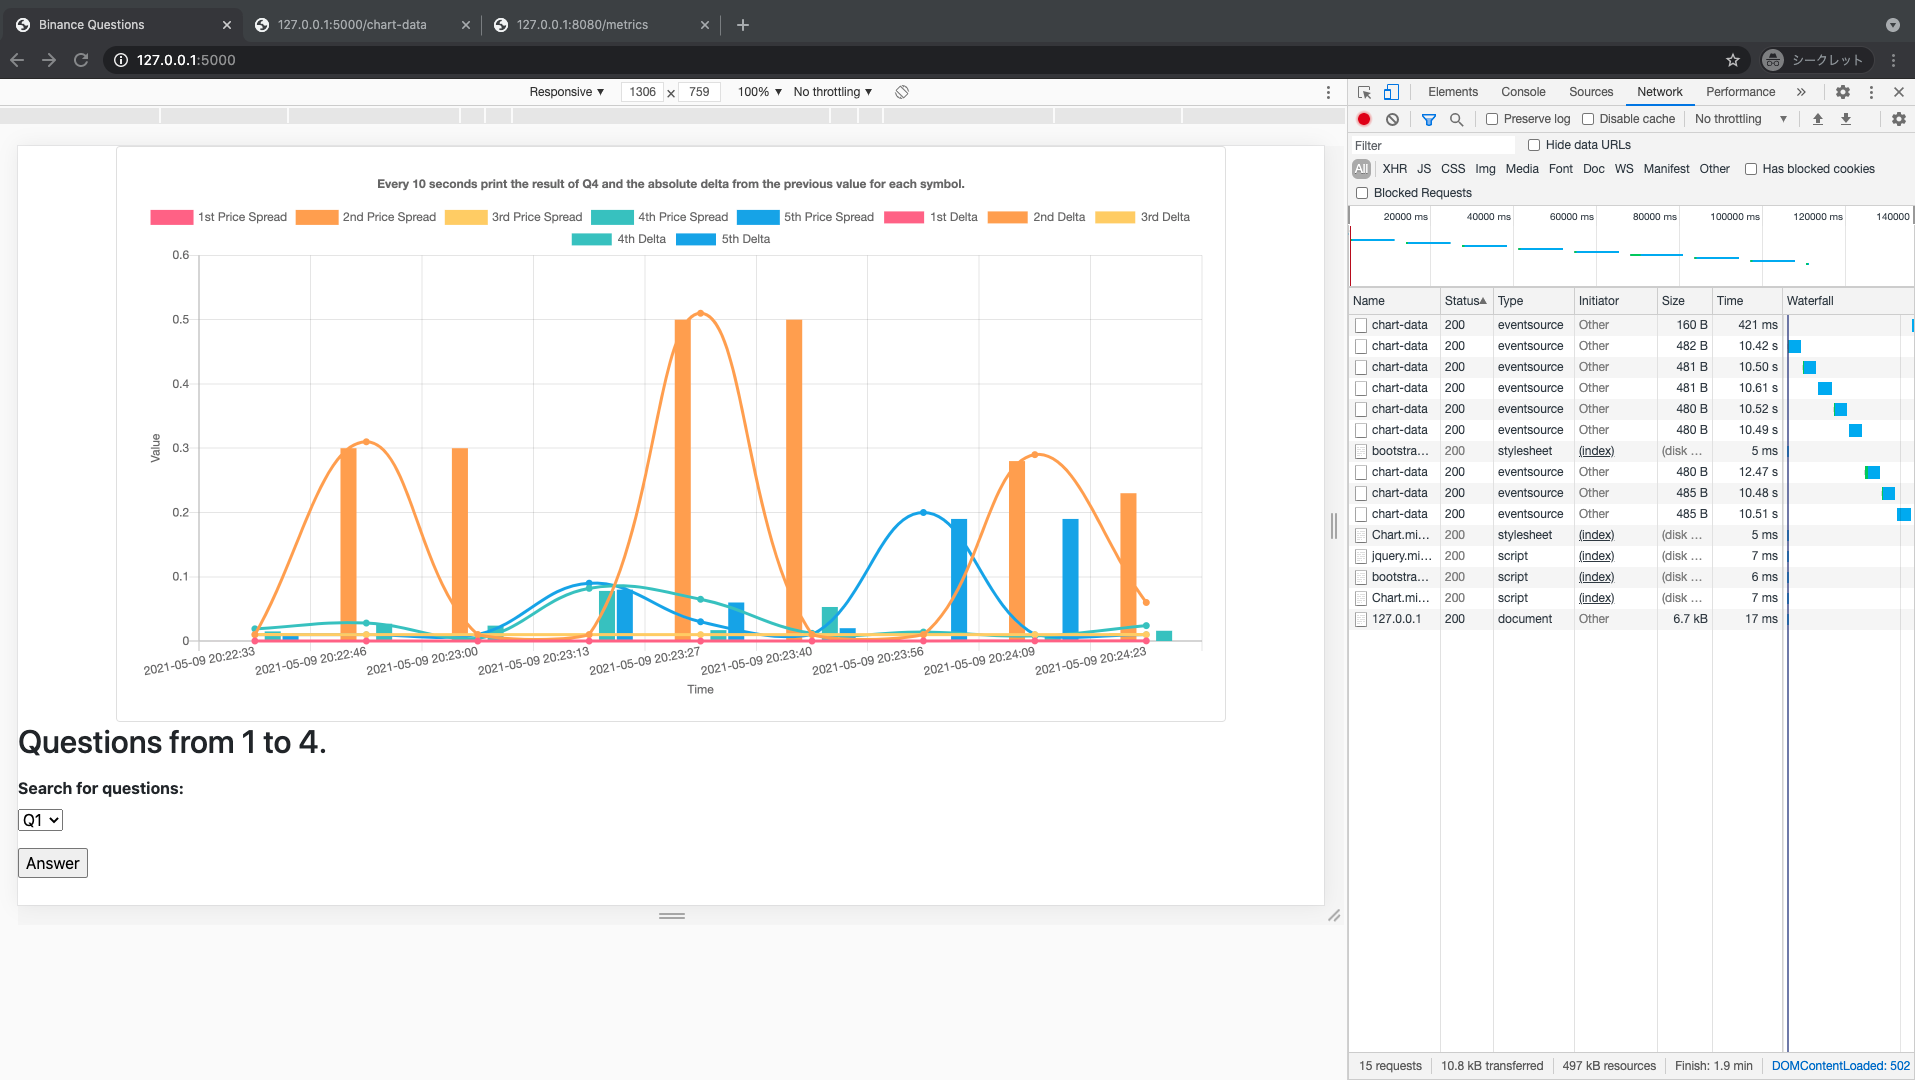 Binance Questions
127.0.0.1:5000/chart-data
127.0.0.1:8080/metrics
127.0.0.1:5000
シークレット
Responsive ▼ 1306 × 759 100% ▼ No throttling ▼
Every 10 seconds print the result of Q4 and the absolute delta from the previous value for each symbol.
1st Price Spread 2nd Price Spread 3rd Price Spread 4th Price Spread 5th Price Spread 1st Delta 2nd Delta 3rd Delta
4th Delta 5th Delta
0.6
0.5
0.4
0.3
0.2
0.1
0
Value
2021-05-09 20:22:33
2021-05-09 20:22:46
2021-05-09 20:23:00
2021-05-09 20:23:13
2021-05-09 20:23:27
2021-05-09 20:23:40
2021-05-09 20:23:56
2021-05-09 20:24:09
2021-05-09 20:24:23
Time
Questions from 1 to 4.
Search for questions:
Q1
Answer
Elements Console Sources Network Performance »
Preserve log Disable cache No throttling ▼
Filter Hide data URLs
All XHR JS CSS Img Media Font Doc WS Manifest Other Has blocked cookies
Blocked Requests
20000 ms 40000 ms 60000 ms 80000 ms 100000 ms 120000 ms 140000
Name Status Type Initiator Size Time Waterfall
chart-data 200 eventsource Other 160 B 421 ms
chart-data 200 eventsource Other 482 B 10.42 s
chart-data 200 eventsource Other 481 B 10.50 s
chart-data 200 eventsource Other 481 B 10.61 s
chart-data 200 eventsource Other 480 B 10.52 s
chart-data 200 eventsource Other 480 B 10.49 s
bootstra... 200 stylesheet (index) (disk ... 5 ms
chart-data 200 eventsource Other 480 B 12.47 s
chart-data 200 eventsource Other 485 B 10.48 s
chart-data 200 eventsource Other 485 B 10.51 s
Chart.mi... 200 stylesheet (index) (disk ... 5 ms
jquery.mi... 200 script (index) (disk ... 7 ms
bootstra... 200 script (index) (disk ... 6 ms
Chart.mi... 200 script (index) (disk ... 7 ms
127.0.0.1 200 document Other 6.7 kB 17 ms
15 requests 10.8 kB transferred 497 kB resources Finish: 1.9 min DOMContentLoaded: 502